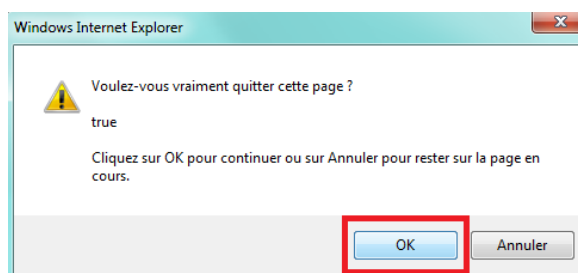 Windows Internet Explorer
Voulez-vous vraiment quitter cette page ?
true
Cliquez sur OK pour continuer ou sur Annuler pour rester sur la page en
cours.
OK
Annuler